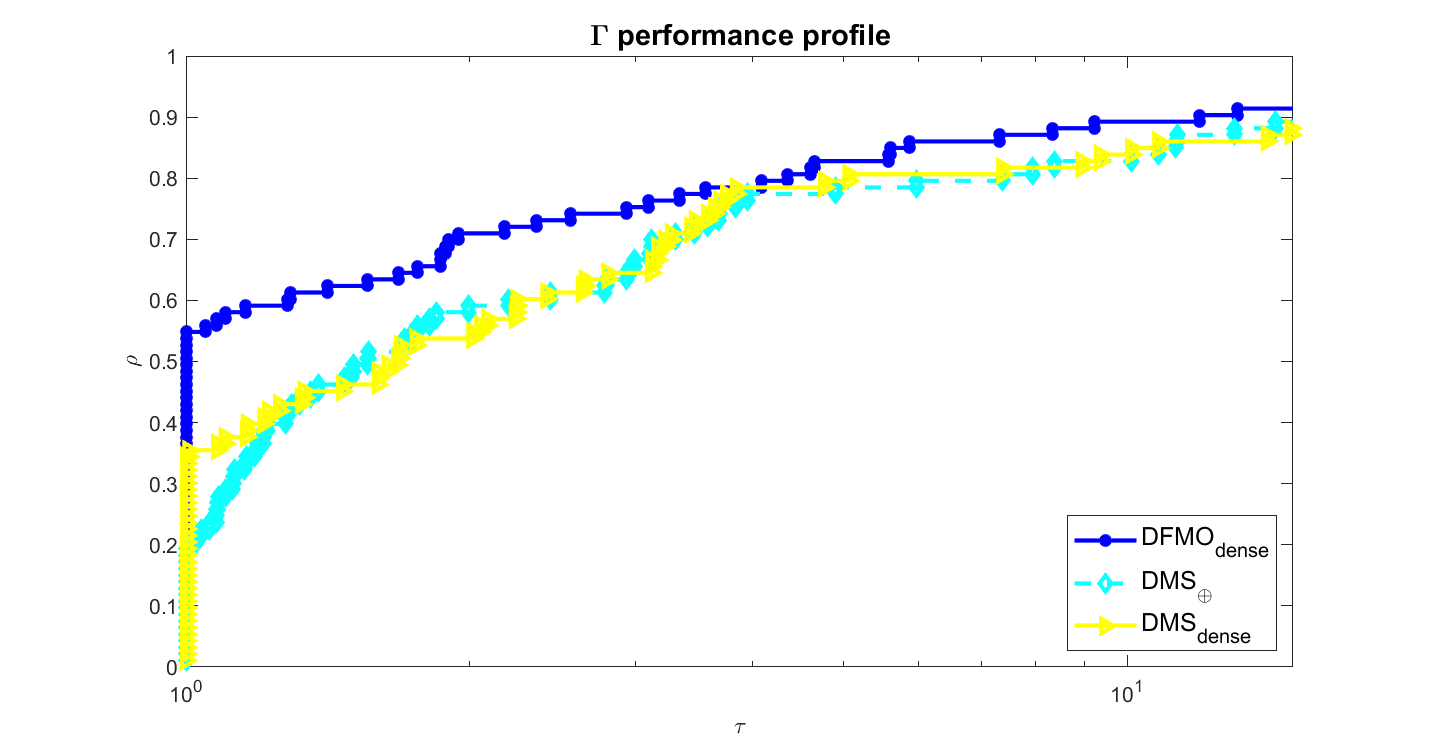 Γ performance profile
1
0.9
0.8
0.7
0.6
0.5
0.4
0.3
0.2
0.1
0
ρ
10⁰
10¹
τ
DFMO_dense
DMS_⊕
DMS_dense